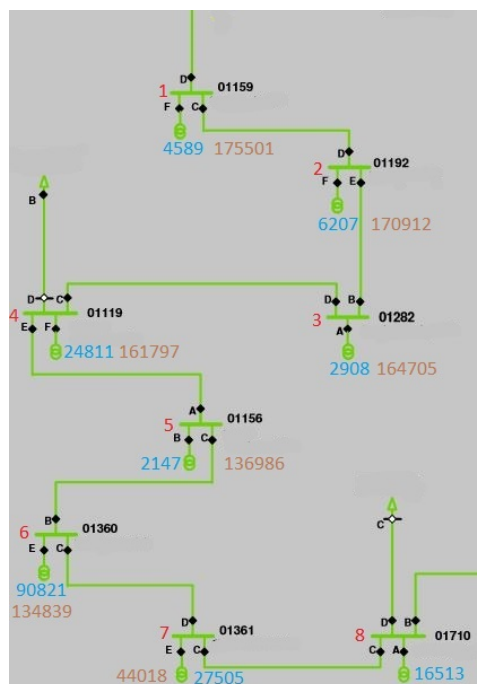 D
1 01159
F C
4589 175501
D
2 01192
F E
6207 170912
B
D C
4 01119
E F
24811 161797
D B
3 01282
A
2908 164705
A
5 01156
B C
2147 136986
B
6 01360
E C
90821
134839
D
7 01361
E C
44018 27505
C
D B
8 01710
C A
16513